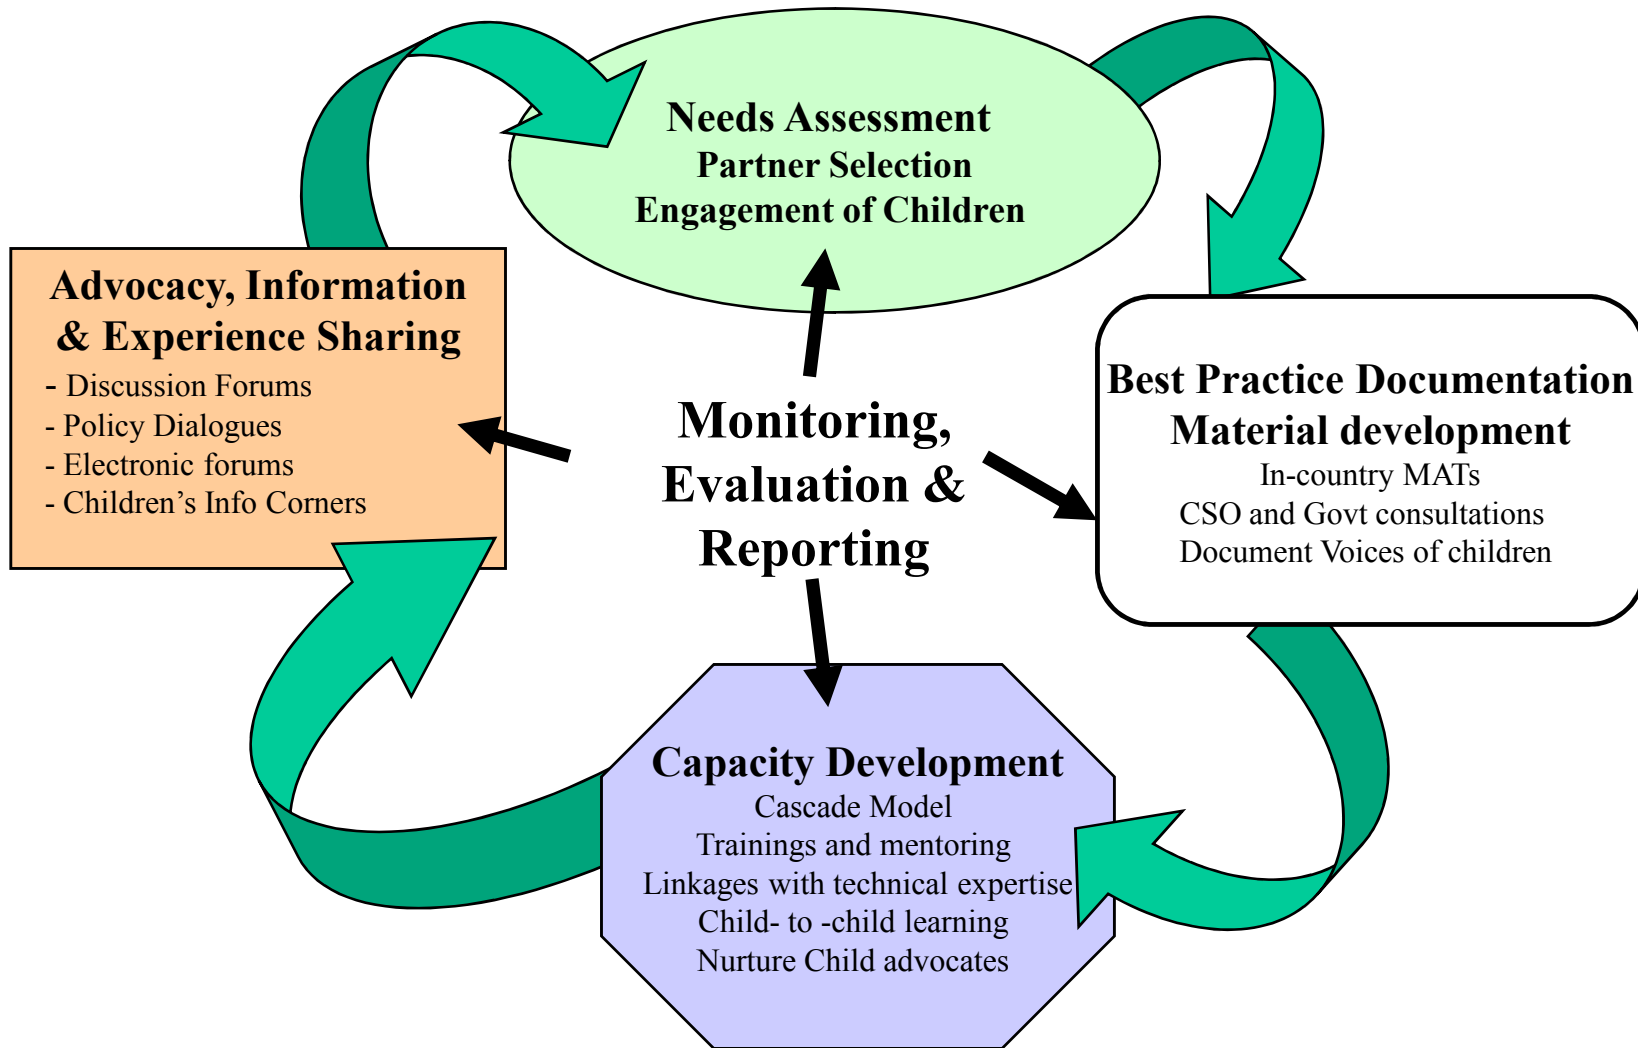 Needs Assessment
Partner Selection
Engagement of Children
Advocacy, Information
& Experience Sharing
- Discussion Forums
- Policy Dialogues
- Electronic forums
- Children’s Info Corners
Monitoring,
Evaluation &
Reporting
Best Practice Documentation
Material development
In-country MATs
CSO and Govt consultations
Document Voices of children
Capacity Development
Cascade Model
Trainings and mentoring
Linkages with technical expertise
Child- to -child learning
Nurture Child advocates